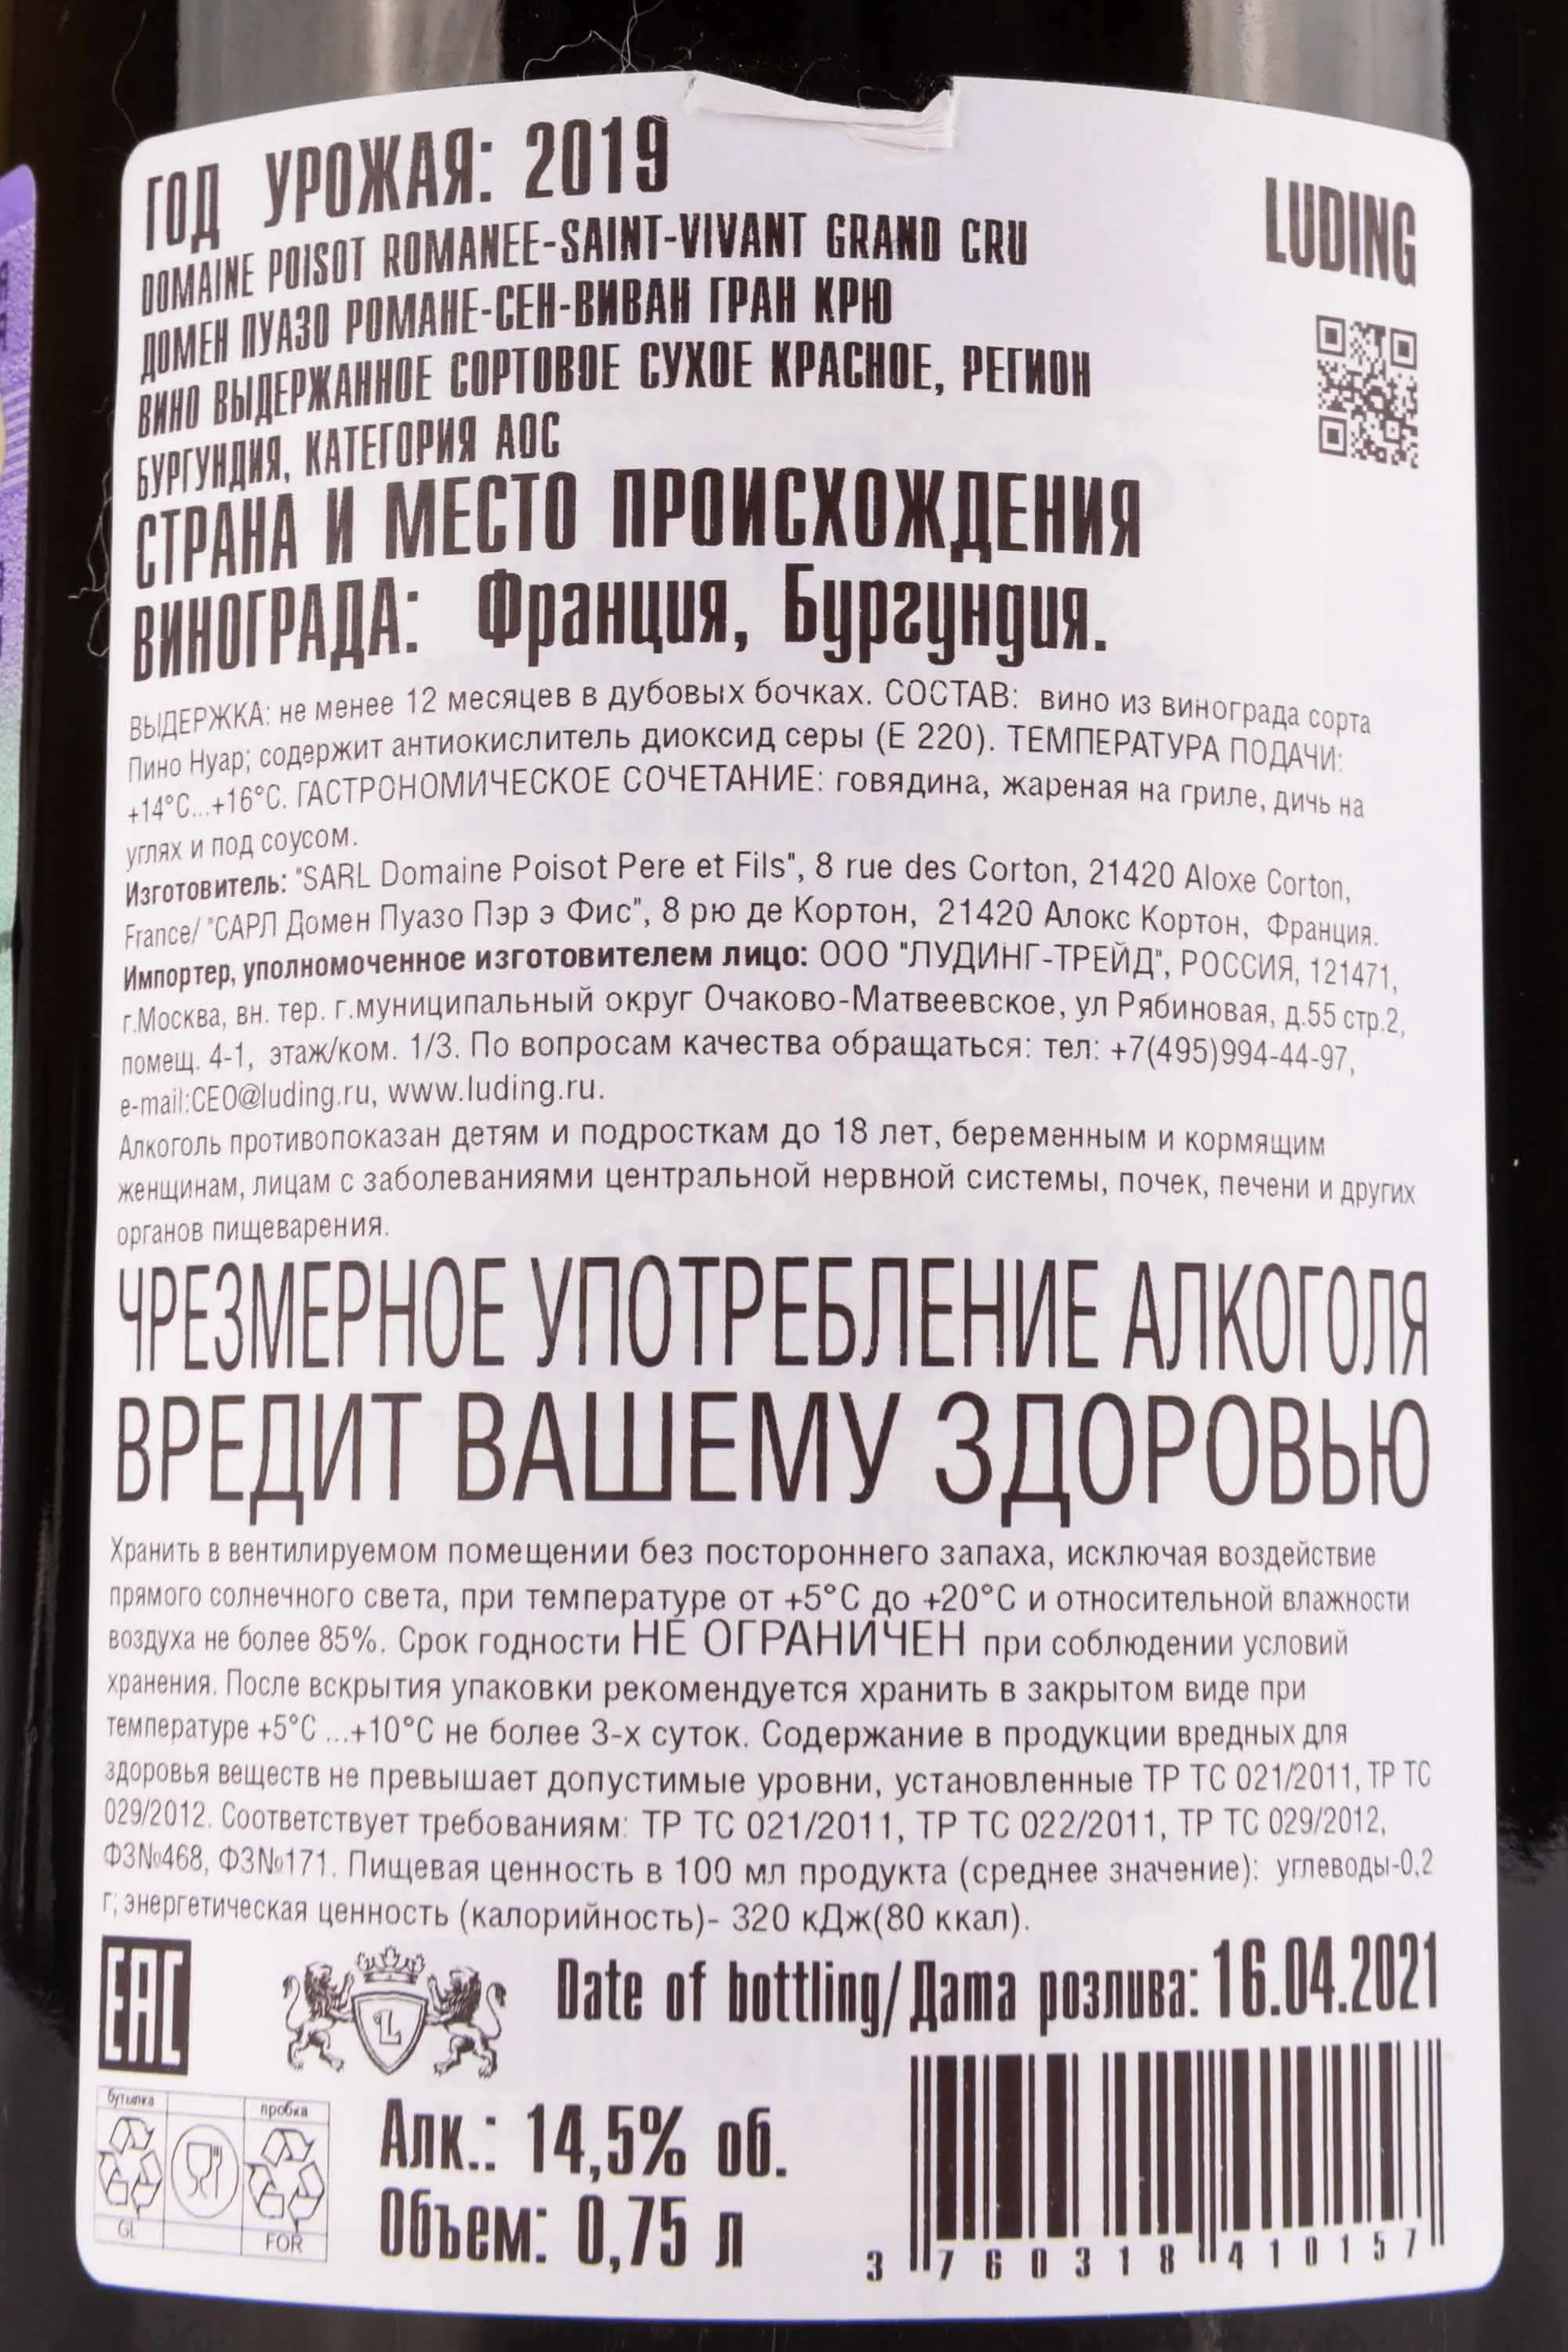 ГОД УРОЖАЯ: 2019
LUDING
DOMAINE POISOT ROMANEE-SAINT-VIVANT GRAND CRU
ДОМЕН ПУАЗО РОМАНЕ-СЕН-ВИВАН ГРАН КРЮ
ВИНО ВЫДЕРЖАННОЕ СОРТОВОЕ СУХОЕ КРАСНОЕ, РЕГИОН
БУРГУНДИЯ, КАТЕГОРИЯ АОС
СТРАНА И МЕСТО ПРОИСХОЖДЕНИЯ
ВИНОГРАДА: Франция, Бургундия.
ВЫДЕРЖКА: не менее 12 месяцев в дубовых бочках. СОСТАВ: вино из винограда сорта
Пино Нуар; содержит антиокислитель диоксид серы (Е 220). ТЕМПЕРАТУРА ПОДАЧИ:
+14°С...+16°С. ГАСТРОНОМИЧЕСКОЕ СОЧЕТАНИЕ: говядина, жареная на гриле, дичь на
углях и под соусом.
Изготовитель: "SARL Domaine Poisot Pere et Fils", 8 rue des Corton, 21420 Aloxe Corton,
France/ "САРЛ Домен Пуазо Пэр э Фис", 8 рю де Кортон, 21420 Алокс Кортон, Франция.
Импортер, уполномоченное изготовителем лицо: ООО "ЛУДИНГ-ТРЕЙД", РОССИЯ, 121471,
г.Москва, вн. тер. г.муниципальный округ Очаково-Матвеевское, ул Рябиновая, д.55 стр.2,
помещ. 4-1, этаж/ком. 1/3. По вопросам качества обращаться: тел: +7(495)994-44-97,
e-mail:CEO@luding.ru, www.luding.ru.
Алкоголь противопоказан детям и подросткам до 18 лет, беременным и кормящим
женщинам, лицам с заболеваниями центральной нервной системы, почек, печени и других
органов пищеварения.
ЧРЕЗМЕРНОЕ УПОТРЕБЛЕНИЕ АЛКОГОЛЯ
ВРЕДИТ ВАШЕМУ ЗДОРОВЬЮ
Хранить в вентилируемом помещении без постороннего запаха, исключая воздействие
прямого солнечного света, при температуре от +5°С до +20°С и относительной влажности
воздуха не более 85%. Срок годности НЕ ОГРАНИЧЕН при соблюдении условий
хранения. После вскрытия упаковки рекомендуется хранить в закрытом виде при
температуре +5°С ...+10°С не более 3-х суток. Содержание в продукции вредных для
здоровья веществ не превышает допустимые уровни, установленные ТР ТС 021/2011, ТР ТС
029/2012. Соответствует требованиям: ТР ТС 021/2011, ТР ТС 022/2011, ТР ТС 029/2012,
ФЗ№468, ФЗ№171. Пищевая ценность в 100 мл продукта (среднее значение): углеводы-0,2
г; энергетическая ценность (калорийность)- 320 кДж(80 ккал).
EAC
L
Date of bottling/ Дата розлива: 16.04.2021
бутылка
пробка
GL
FOR
Алк.: 14,5% об.
Объем: 0,75 л
3 760318 410157